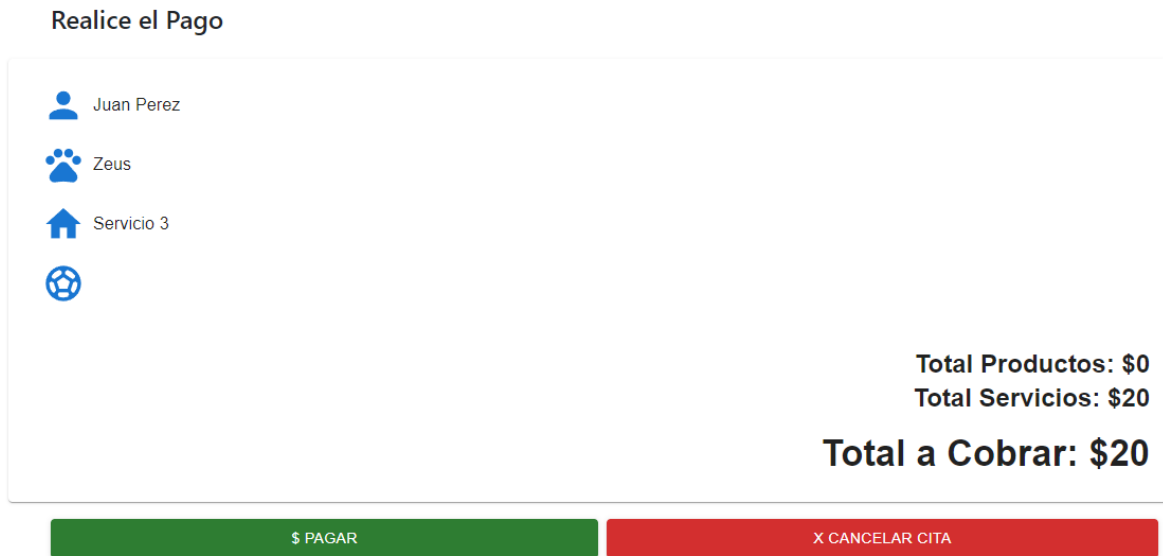 Realice el Pago
Juan Perez
Zeus
Servicio 3
Total Productos: $0
Total Servicios: $20
Total a Cobrar: $20
$ PAGAR
X CANCELAR CITA